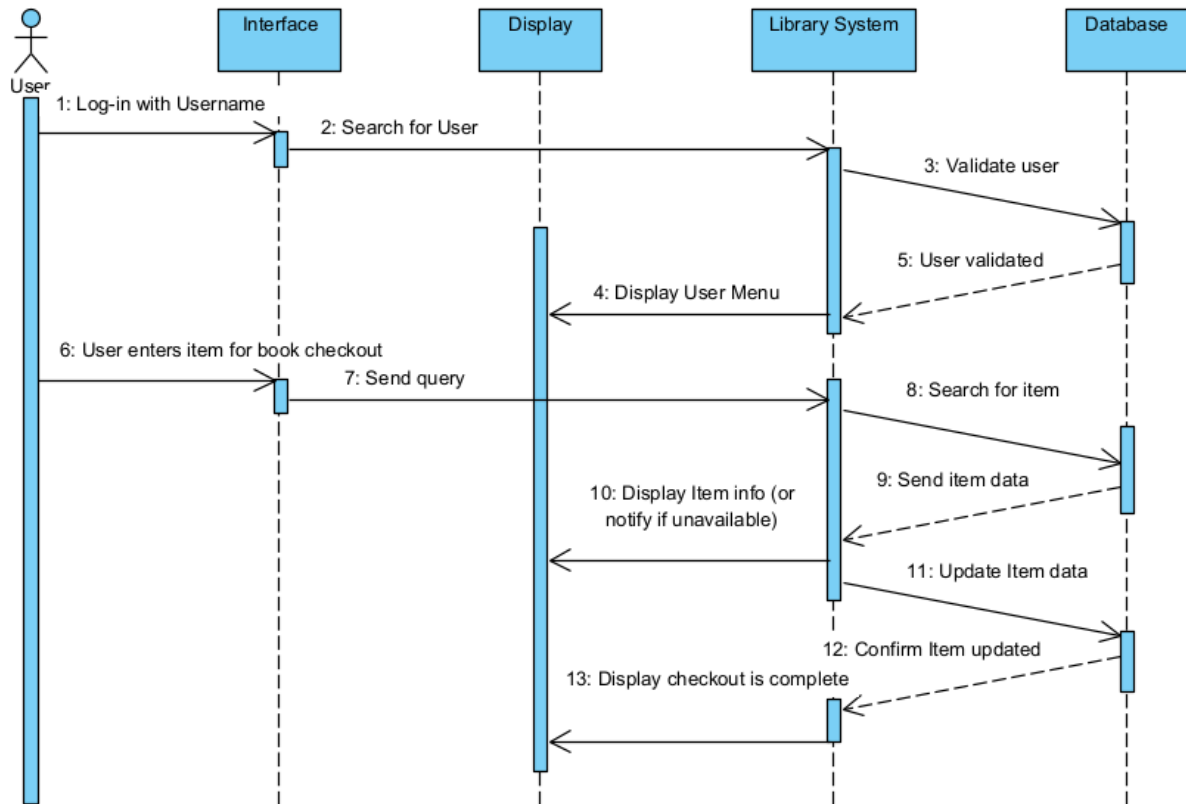 Interface
Display
Library System
Database
User
1: Log-in with Username
2: Search for User
3: Validate user
5: User validated
4: Display User Menu
6: User enters item for book checkout
7: Send query
8: Search for item
9: Send item data
10: Display Item info (or
notify if unavailable)
11: Update Item data
12: Confirm Item updated
13: Display checkout is complete